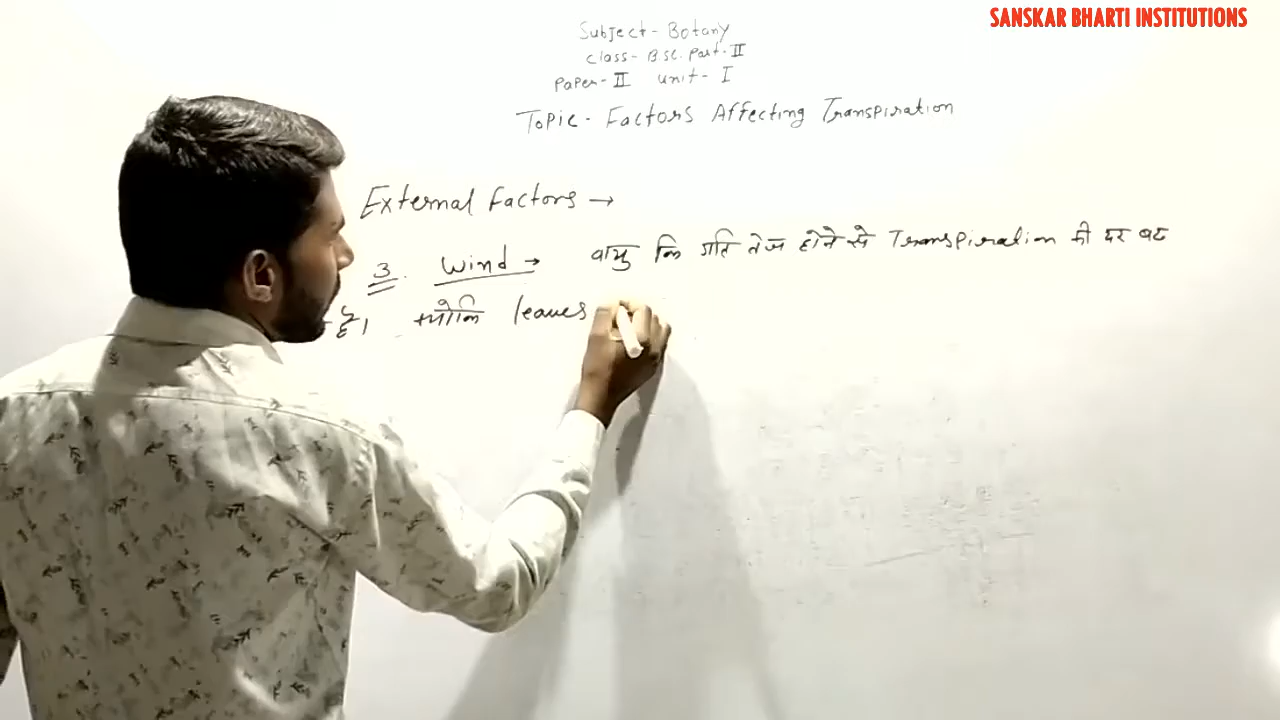 SANSKAR BHARTI INSTITUTIONS
Subject - Botany
Class - B.Sc. Part - II
Paper - II Unit - I
Topic - Factors Affecting Transpiration
External Factors →
3. Wind → वायु कि गति तेज होने से Transpiration की दर बढ
है। क्योकि leaves